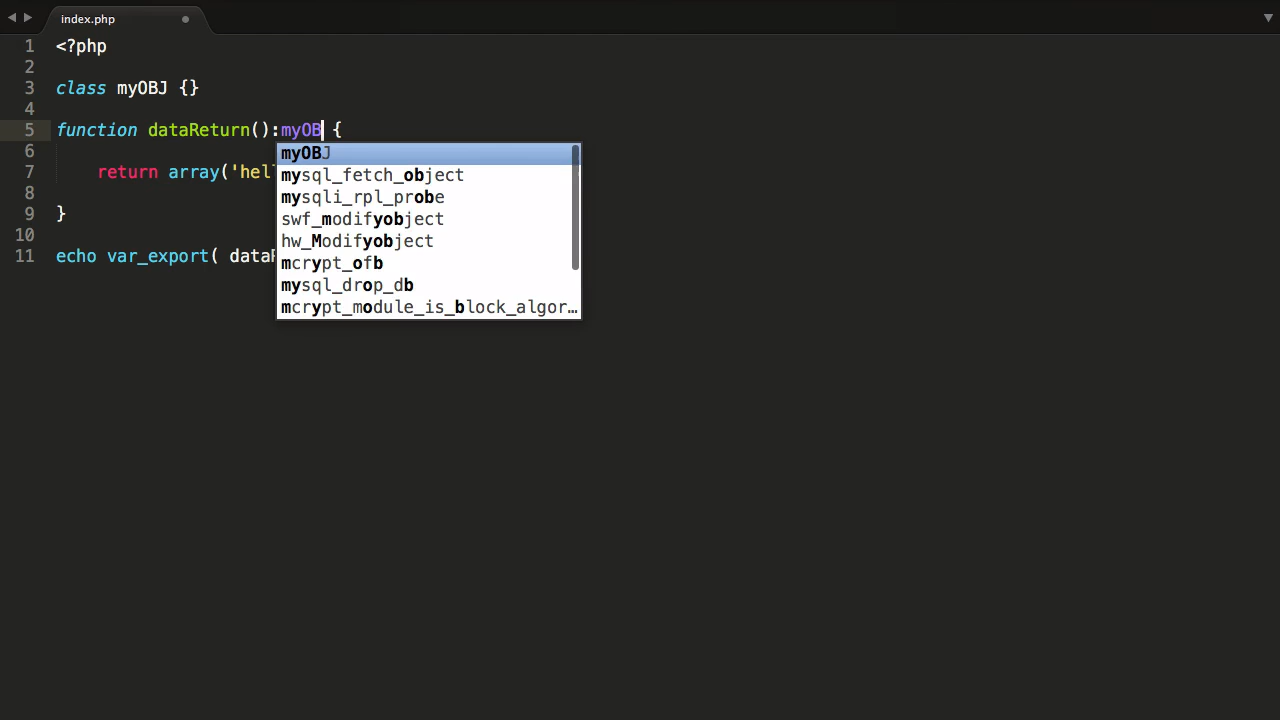 index.php
1 <?php
2
3 class myOBJ {}
4
5 function dataReturn():myOB {
6
7 return array('hel
8
9 }
10
11 echo var_export( data
myOBJ
mysql_fetch_object
mysqli_rpl_probe
swf_modifyobject
hw_Modifyobject
mcrypt_ofb
mysql_drop_db
mcrypt_module_is_block_algor…